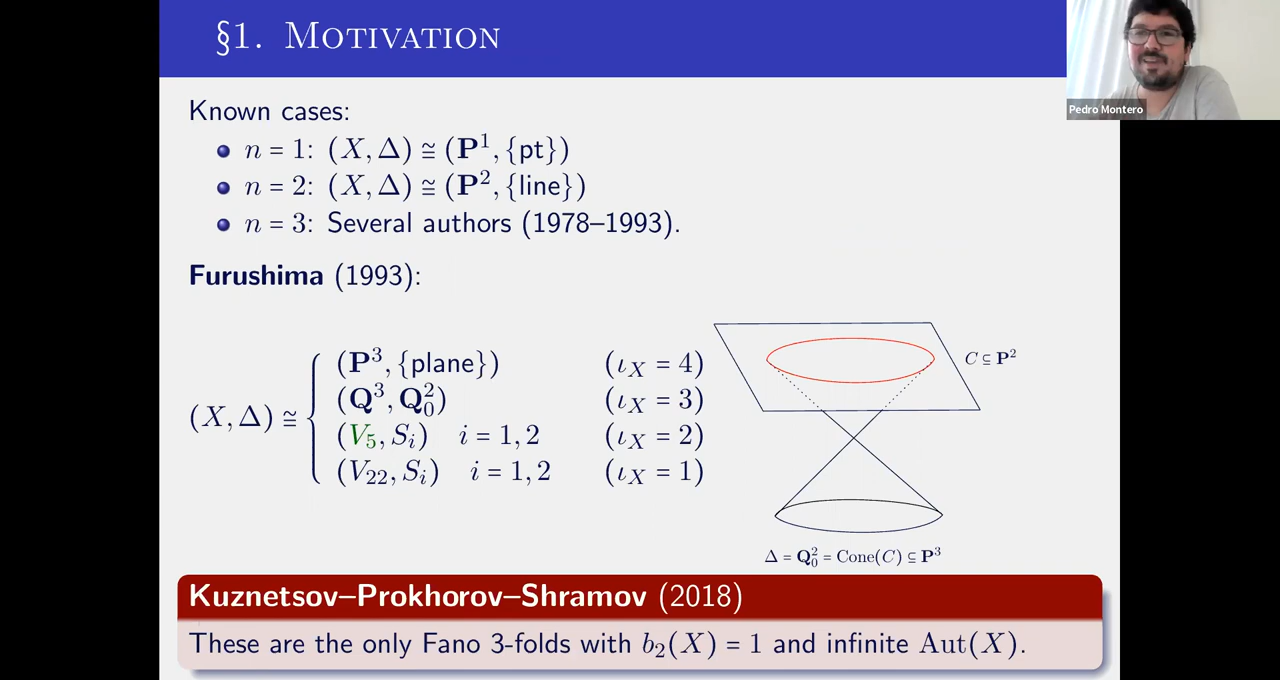 §1. MOTIVATION
Pedro Montero
Known cases:
n = 1: (X, Δ) ≅ (P¹, {pt})
n = 2: (X, Δ) ≅ (P², {line})
n = 3: Several authors (1978–1993).
Furushima (1993):
(X, Δ) ≅
(P³, {plane}) (ι_X = 4)
(Q³, Q₀²) (ι_X = 3)
(V₅, S_i) i = 1, 2 (ι_X = 2)
(V₂₂, S_i) i = 1, 2 (ι_X = 1)
C ⊆ P²
Δ = Q₀² = Cone(C) ⊆ P³
Kuznetsov–Prokhorov–Shramov (2018)
These are the only Fano 3-folds with b₂(X) = 1 and infinite Aut(X).